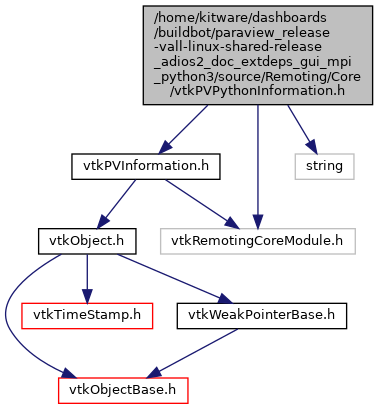 /home/kitware/dashboards
/buildbot/paraview_release
-vall-linux-shared-release
_adios2_doc_extdeps_gui_mpi
_python3/source/Remoting/Core
/vtkPVPythonInformation.h
vtkPVInformation.h
string
vtkObject.h
vtkRemotingCoreModule.h
vtkTimeStamp.h
vtkWeakPointerBase.h
vtkObjectBase.h